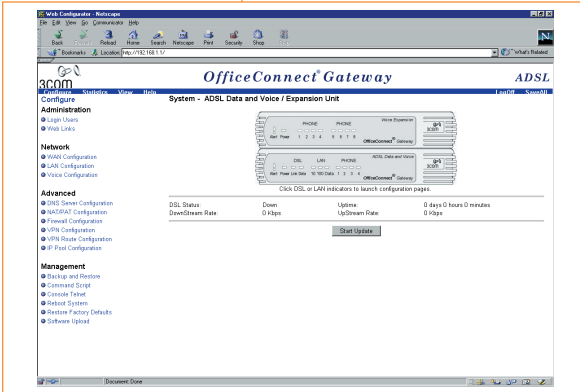 Web Configurator - Netscape
File Edit View Go Communicator Help
Back Forward Reload Home Search Netscape Print Security Shop Stop
Bookmarks Location: http://192.168.1.1/ What's Related
3COM
OfficeConnect® Gateway ADSL
Configure Statistics View Help LogOff SaveAll
Configure
Administration
Login Users
Web Links
Network
WAN Configuration
LAN Configuration
Voice Configuration
Advanced
DNS Server Configuration
NAT/PAT Configuration
Firewall Configuration
VPN Configuration
VPN Route Configuration
IP Pool Configuration
Management
Backup and Restore
Command Script
Console Telnet
Reboot System
Restore Factory Defaults
Software Upload
System - ADSL Data and Voice / Expansion Unit
PHONE PHONE Voice Expansion
3COM
Alert Power 1 2 3 4 5 6 7 8 OfficeConnect® Gateway
DSL LAN PHONE ADSL Data and Voice
3COM
Alert Power Link Data 10 100 Data 1 2 3 4 OfficeConnect® Gateway
Click DSL or LAN indicators to launch configuration pages.
DSL Status: Down Uptime: 0 days 0 hours 0 minutes
DownStream Rate: 0 Kbps UpStream Rate: 0 Kbps
Start Update
Document: Done